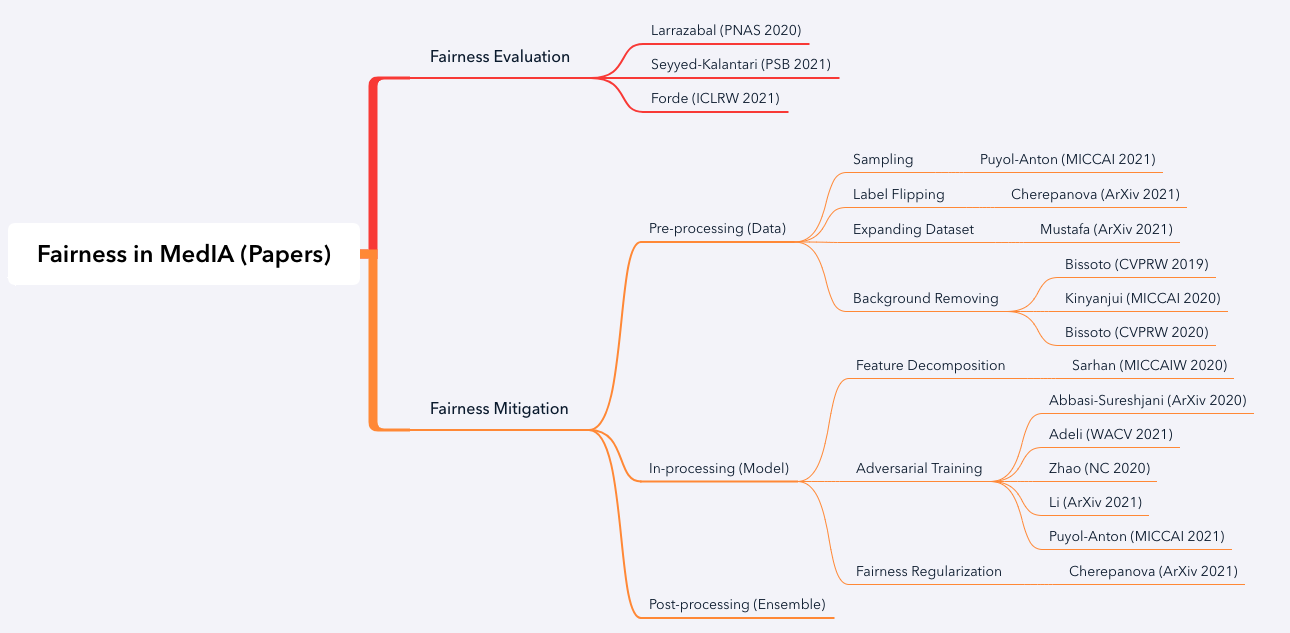 Fairness in MedIA (Papers)
Fairness Evaluation
Larrazabal (PNAS 2020)
Seyyed-Kalantari (PSB 2021)
Forde (ICLRW 2021)
Fairness Mitigation
Pre-processing (Data)
Sampling
Puyol-Anton (MICCAI 2021)
Label Flipping
Cherepanova (ArXiv 2021)
Expanding Dataset
Mustafa (ArXiv 2021)
Background Removing
Bissoto (CVPRW 2019)
Kinyanjui (MICCAI 2020)
Bissoto (CVPRW 2020)
In-processing (Model)
Feature Decomposition
Sarhan (MICCAIW 2020)
Adversarial Training
Abbasi-Sureshjani (ArXiv 2020)
Adeli (WACV 2021)
Zhao (NC 2020)
Li (ArXiv 2021)
Puyol-Anton (MICCAI 2021)
Fairness Regularization
Cherepanova (ArXiv 2021)
Post-processing (Ensemble)